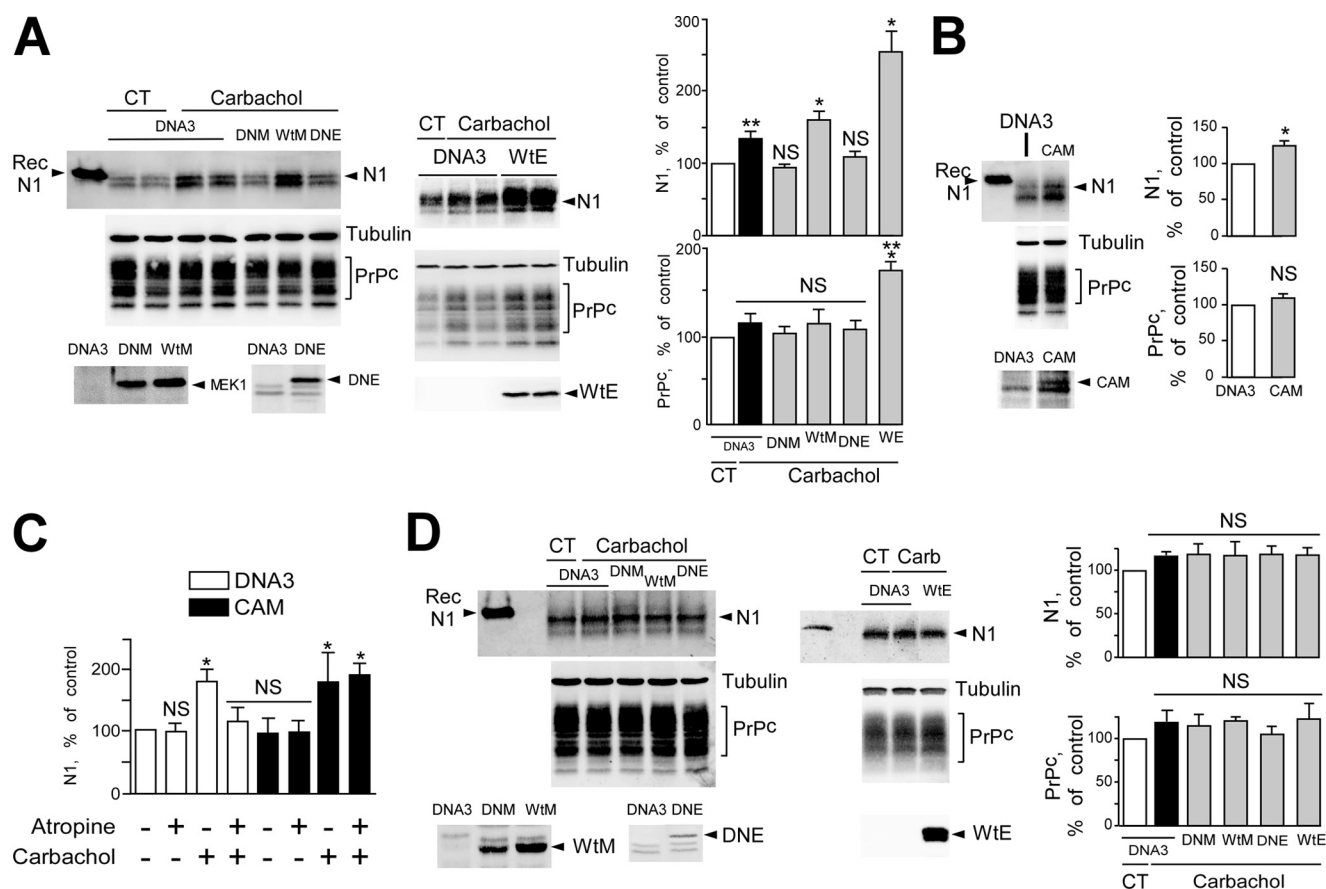 A
CT Carbachol
DNA3 DNM WtM DNE
Rec
N1
N1
Tubulin
PrPc
DNA3 DNM WtM
MEK1
DNA3 DNE
DNE
CT Carbachol
DNA3 WtE
N1
Tubulin
PrPc
WtE
N1, % of control
300
200
100
0
** NS * NS *
PrPc, % of control
200
100
0
NS
**
*
DNA3 DNM WtM DNE WE
CT Carbachol
B
DNA3
CAM
Rec
N1
N1
Tubulin
PrPc
DNA3 CAM
CAM
N1,
% of control
150
100
50
0
*
PrPc,
% of control
150
100
50
0
NS
DNA3 CAM
C
DNA3
CAM
N1, % of control
200
100
0
NS * NS * *
Atropine - + - + - + - +
Carbachol - - + + - - + +
D
CT Carbachol
DNA3 DNM WtM DNE
Rec
N1
N1
Tubulin
PrPc
DNA3 DNM WtM
WtM
DNA3 DNE
DNE
CT Carb
DNA3 WtE
N1
Tubulin
PrPc
WtE
NS
N1,
% of control
100
50
0
NS
PrPc,
% of control
100
50
0
DNA3 DNM WtM DNE WtE
CT Carbachol